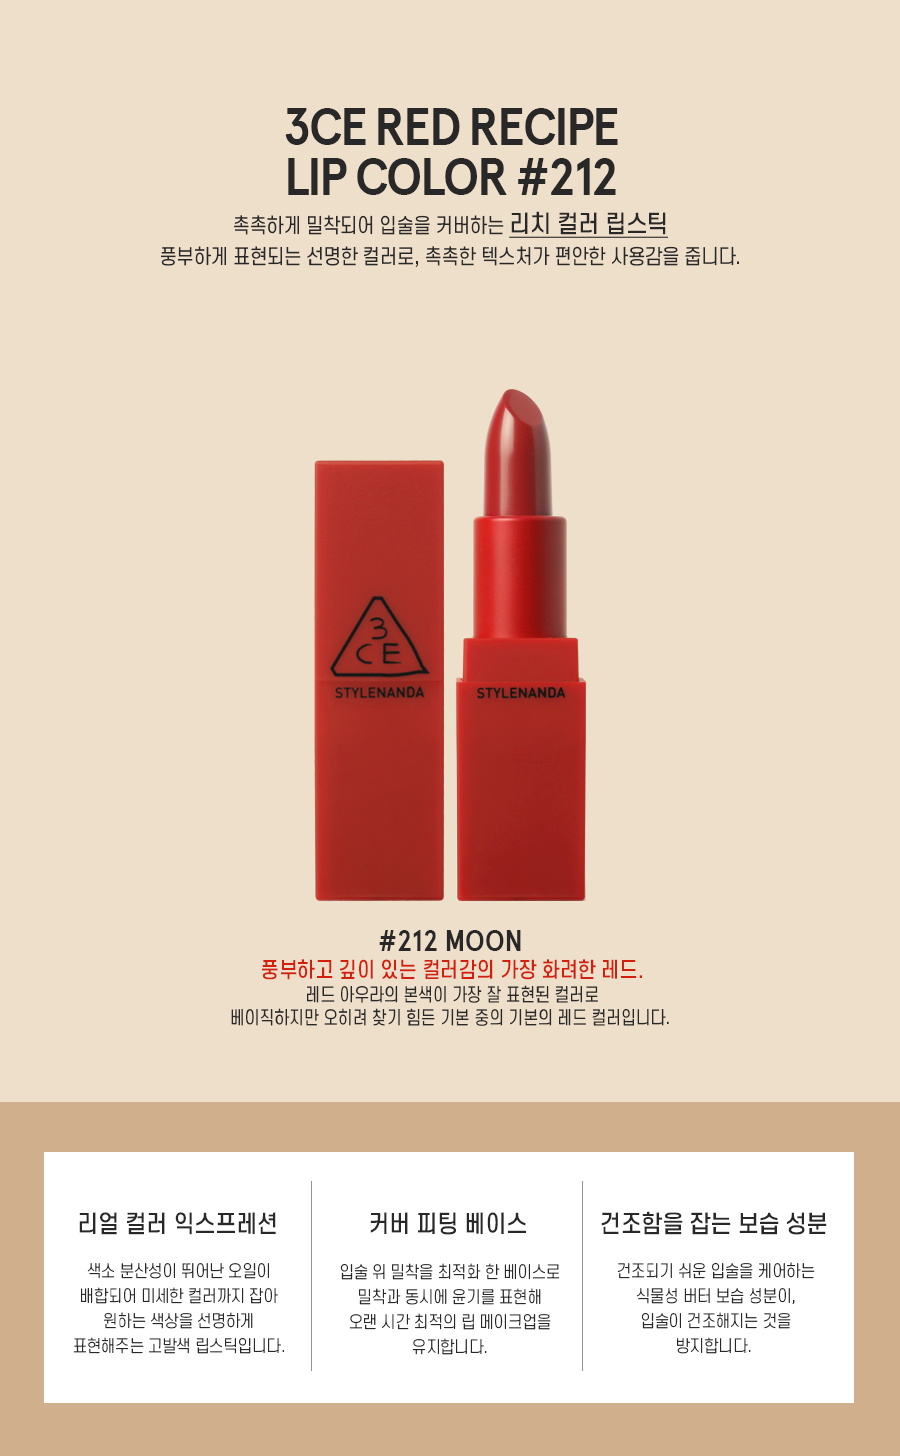 3CE RED RECIPE
LIP COLOR #212
촉촉하게 밀착되어 입술을 커버하는 리치 컬러 립스틱
풍부하게 표현되는 선명한 컬러로, 촉촉한 텍스처가 편안한 사용감을 줍니다.
3
CE
STYLENANDA
STYLENANDA
#212 MOON
풍부하고 깊이 있는 컬러감의 가장 화려한 레드.
레드 아우라의 본색이 가장 잘 표현된 컬러로
베이직하지만 오히려 찾기 힘든 기본 중의 기본의 레드 컬러입니다.
리얼 컬러 익스프레션
색소 분산성이 뛰어난 오일이
배합되어 미세한 컬러까지 잡아
원하는 색상을 선명하게
표현해주는 고발색 립스틱입니다.
커버 피팅 베이스
입술 위 밀착을 최적화 한 베이스로
밀착과 동시에 윤기를 표현해
오랜 시간 최적의 립 메이크업을
유지합니다.
건조함을 잡는 보습 성분
건조되기 쉬운 입술을 케어하는
식물성 버터 보습 성분이,
입술이 건조해지는 것을
방지합니다.